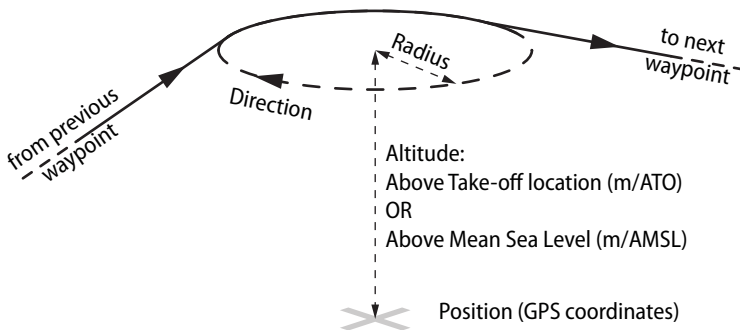 to next
waypoint
Radius
Direction
from previous
waypoint
Altitude:
Above Take-off location (m/ATO)
OR
Above Mean Sea Level (m/AMSL)
Position (GPS coordinates)